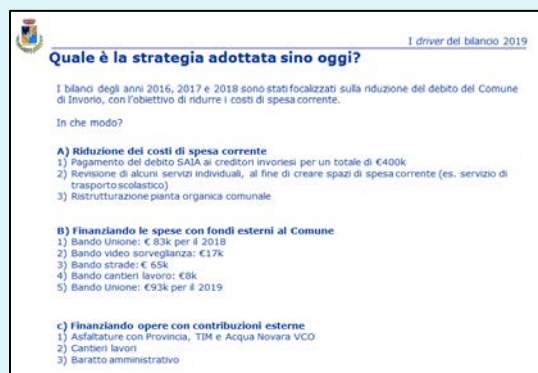 I driver del bilancio 2019
Quale è la strategia adottata sino oggi?
I bilanci degli anni 2016, 2017 e 2018 sono stati focalizzati sulla riduzione del debito del Comune
di Invorio, con l'obiettivo di ridurre i costi di spesa corrente.
In che modo?
A) Riduzione dei costi di spesa corrente
1) Pagamento del debito SAIA ai creditori invoriesi per un totale di €400k
2) Revisione di alcuni servizi individuali, al fine di creare spazi di spesa corrente (es. servizio di
trasporto scolastico)
3) Ristrutturazione pianta organica comunale
B) Finanziando le spese con fondi esterni al Comune
1) Bando Unione: € 83k per il 2018
2) Bando video sorveglianza: €17k
3) Bando strade: € 65k
4) Bando cantieri lavoro: €8k
5) Bando Unione: €93k per il 2019
c) Finanziando opere con contribuzioni esterne
1) Asfaltature con Provincia, TIM e Acqua Novara VCO
2) Cantieri lavori
3) Baratto amministrativo